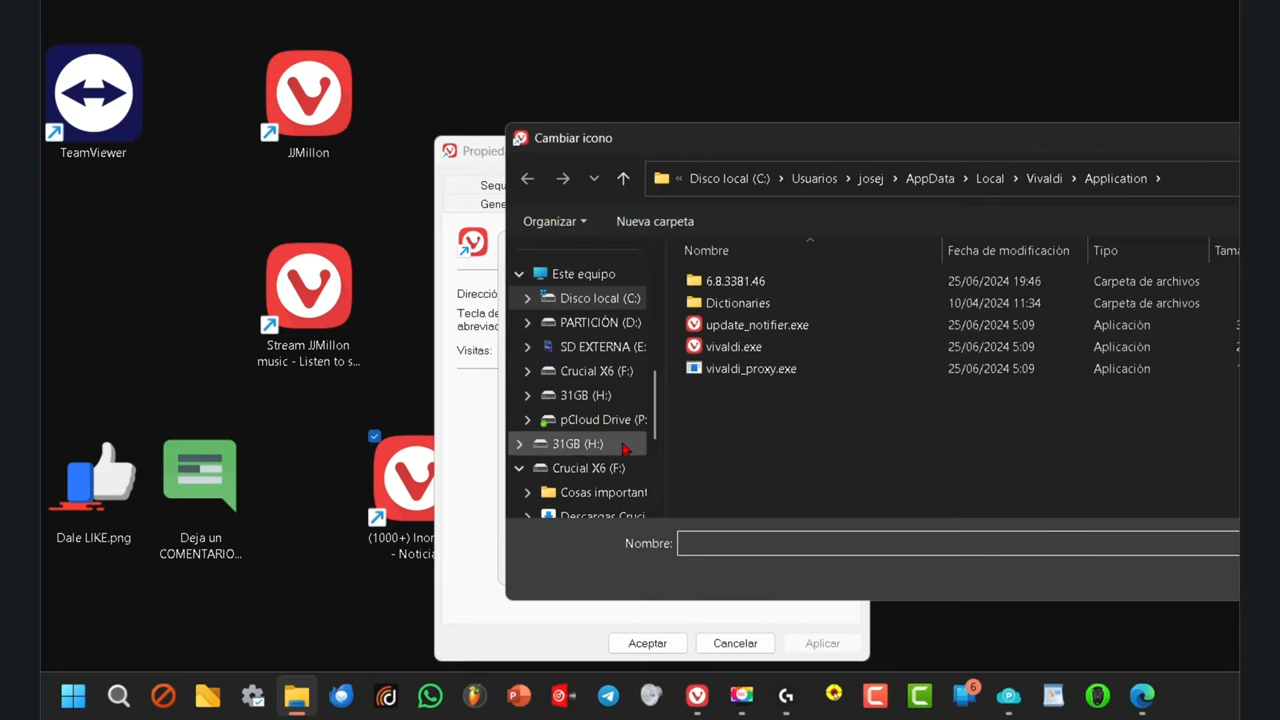 TeamViewer
JJMillon
Stream JJMillon
music - Listen to s...
Dale LIKE.png
Deja un
COMENTARIO...
(1000+) Inor
- Noticia
Propied
Sequ
Gene
Dirección
Tecla de
abreviac
Visitas:
Aceptar
Cancelar
Aplicar
Cambiar icono
« Disco local (C:) > Usuarios > josej > AppData > Local > Vivaldi > Application >
Organizar
Nueva carpeta
Este equipo
Disco local (C:)
PARTICIÓN (D:)
SD EXTERNA (E:
Crucial X6 (F:)
31GB (H:)
pCloud Drive (P:
31GB (H:)
Crucial X6 (F:)
Cosas important
Descargas Cruci
Nombre Fecha de modificación Tipo Tama
6.8.3381.46 25/06/2024 19:46 Carpeta de archivos
Dictionaries 10/04/2024 11:34 Carpeta de archivos
update_notifier.exe 25/06/2024 5:09 Aplicación
vivaldi.exe 25/06/2024 5:09 Aplicación
vivaldi_proxy.exe 25/06/2024 5:09 Aplicación
Nombre:
6